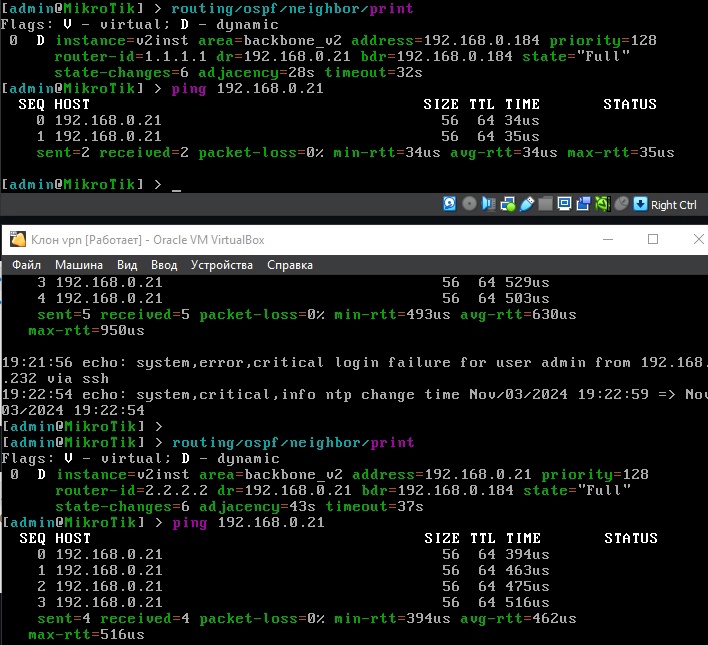 [admin@MikroTik] > routing/ospf/neighbor/print
Flags: V - virtual; D - dynamic
0 D instance=v2inst area=backbone_v2 address=192.168.0.184 priority=128
router-id=1.1.1.1 dr=192.168.0.21 bdr=192.168.0.184 state="Full"
state-changes=6 adjacency=28s timeout=32s
[admin@MikroTik] > ping 192.168.0.21
SEQ HOST SIZE TTL TIME STATUS
0 192.168.0.21 56 64 34us
1 192.168.0.21 56 64 35us
sent=2 received=2 packet-loss=0% min-rtt=34us avg-rtt=34us max-rtt=35us
[admin@MikroTik] > _
Right Ctrl
Клон vpn [Работает] - Oracle VM VirtualBox
Файл Машина Вид Ввод Устройства Справка
3 192.168.0.21 56 64 529us
4 192.168.0.21 56 64 503us
sent=5 received=5 packet-loss=0% min-rtt=493us avg-rtt=630us
max-rtt=950us
19:21:56 echo: system,error,critical login failure for user admin from 192.168.
.232 via ssh
19:22:54 echo: system,critical,info ntp change time Nov/03/2024 19:22:59 => Nov
03/2024 19:22:54
[admin@MikroTik] >
[admin@MikroTik] > routing/ospf/neighbor/print
Flags: V - virtual; D - dynamic
0 D instance=v2inst area=backbone_v2 address=192.168.0.21 priority=128
router-id=2.2.2.2 dr=192.168.0.21 bdr=192.168.0.184 state="Full"
state-changes=6 adjacency=43s timeout=37s
[admin@MikroTik] > ping 192.168.0.21
SEQ HOST SIZE TTL TIME STATUS
0 192.168.0.21 56 64 394us
1 192.168.0.21 56 64 463us
2 192.168.0.21 56 64 475us
3 192.168.0.21 56 64 516us
sent=4 received=4 packet-loss=0% min-rtt=394us avg-rtt=462us
max-rtt=516us